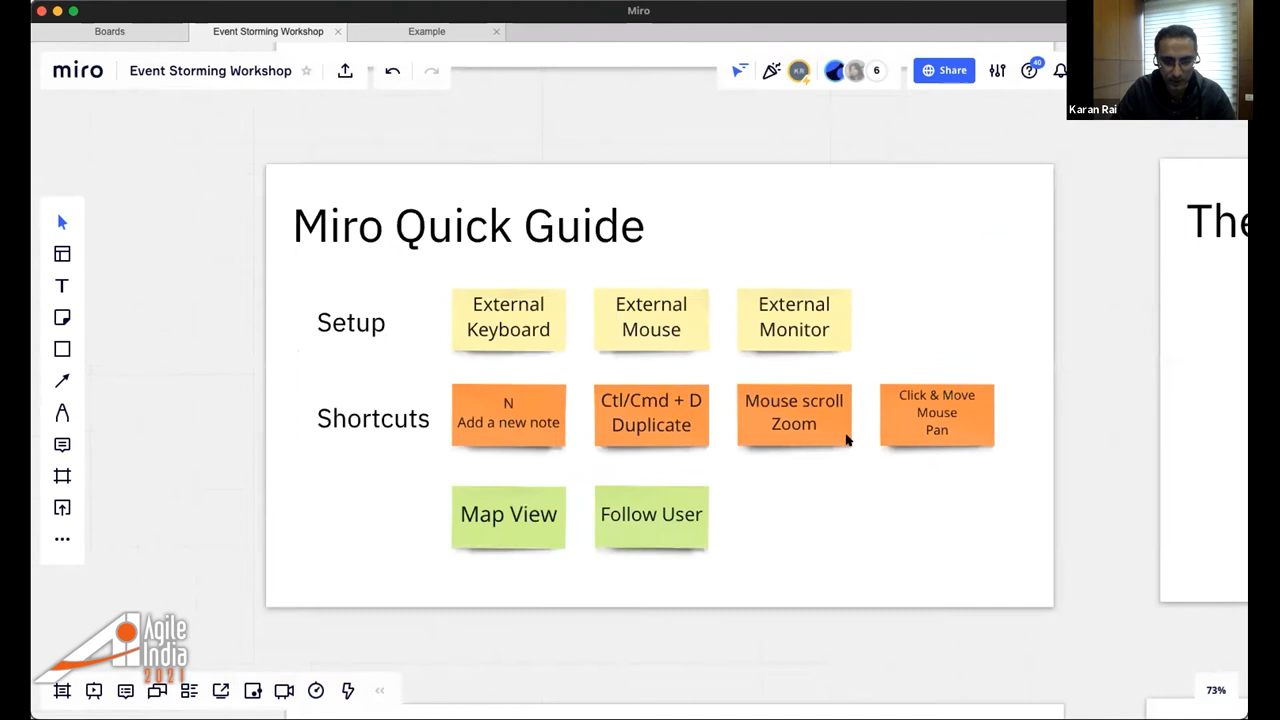 Miro
Boards
Event Storming Workshop
Example
miro
Event Storming Workshop
KR
6
Share
40
Karan Rai
Miro Quick Guide
The
Setup
External
Keyboard
External
Mouse
External
Monitor
Shortcuts
N
Add a new note
Ctl/Cmd + D
Duplicate
Mouse scroll
Zoom
Click & Move
Mouse
Pan
Map View
Follow User
Agile
India
2021
73%